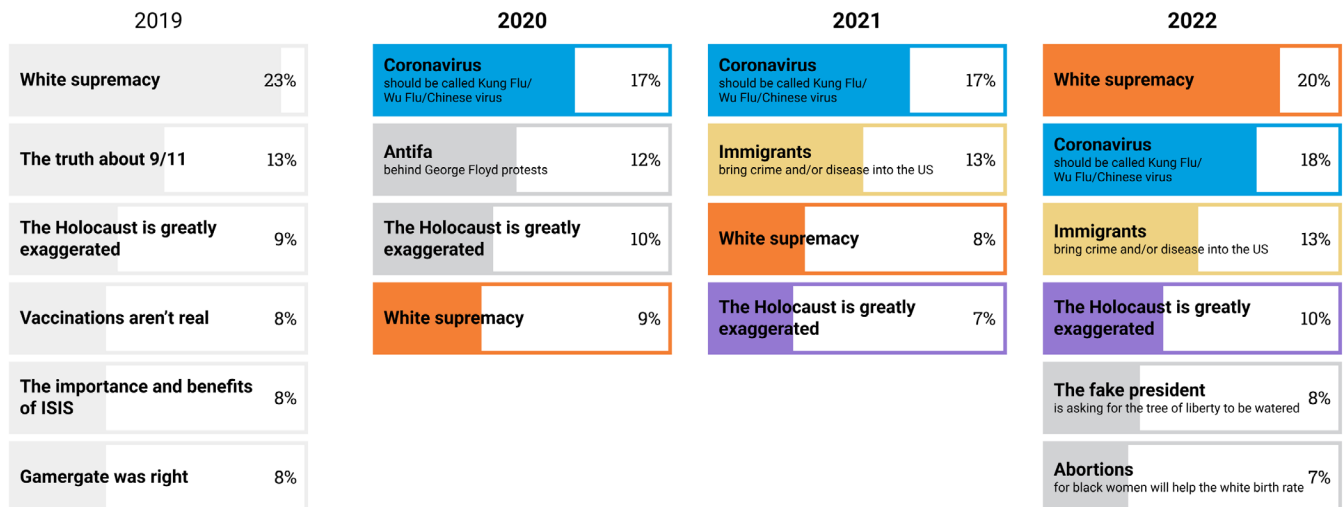 2019
White supremacy 23%
The truth about 9/11 13%
The Holocaust is greatly
exaggerated 9%
Vaccinations aren’t real 8%
The importance and benefits
of ISIS 8%
Gamergate was right 8%
2020
Coronavirus
should be called Kung Flu/
Wu Flu/Chinese virus 17%
Antifa
behind George Floyd protests 12%
The Holocaust is greatly
exaggerated 10%
White supremacy 9%
2021
Coronavirus
should be called Kung Flu/
Wu Flu/Chinese virus 17%
Immigrants
bring crime and/or disease into the US 13%
White supremacy 8%
The Holocaust is greatly
exaggerated 7%
2022
White supremacy 20%
Coronavirus
should be called Kung Flu/
Wu Flu/Chinese virus 18%
Immigrants
bring crime and/or disease into the US 13%
The Holocaust is greatly
exaggerated 10%
The fake president
is asking for the tree of liberty to be watered 8%
Abortions
for black women will help the white birth rate 7%